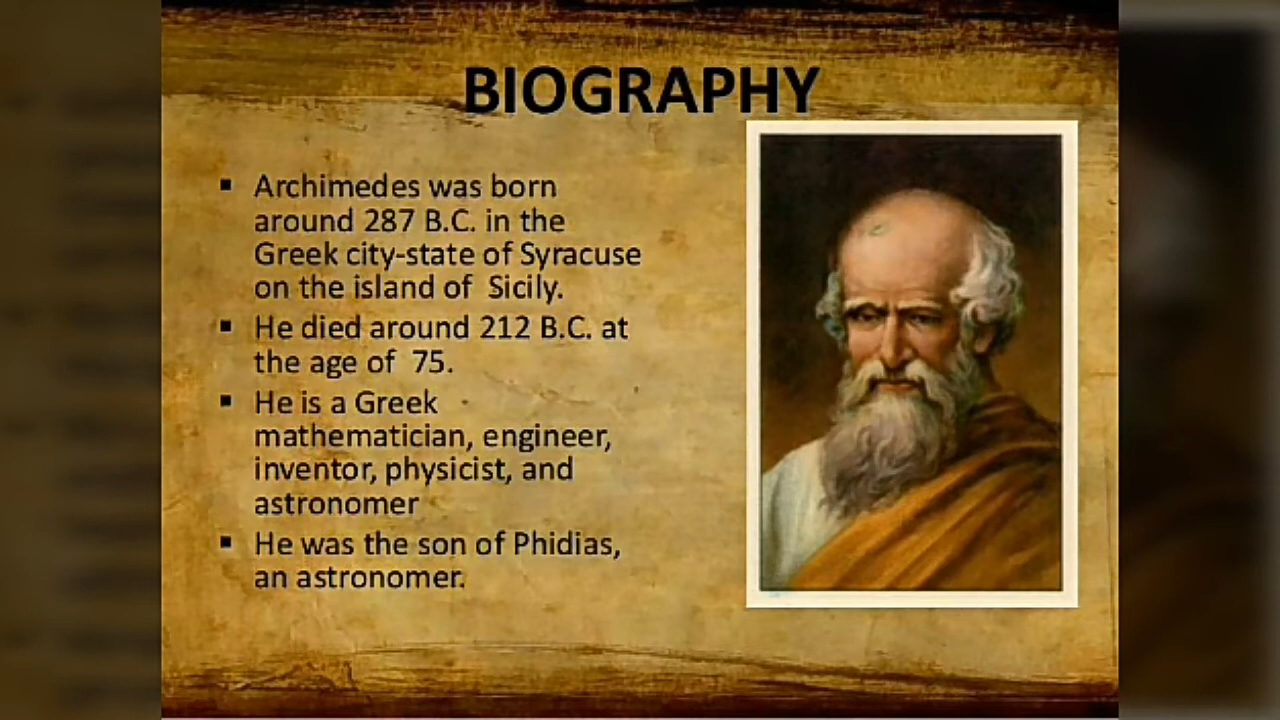 BIOGRAPHY
▪ Archimedes was born
around 287 B.C. in the
Greek city-state of Syracuse
on the island of Sicily.
▪ He died around 212 B.C. at
the age of 75.
▪ He is a Greek
mathematician, engineer,
inventor, physicist, and
astronomer
▪ He was the son of Phidias,
an astronomer.